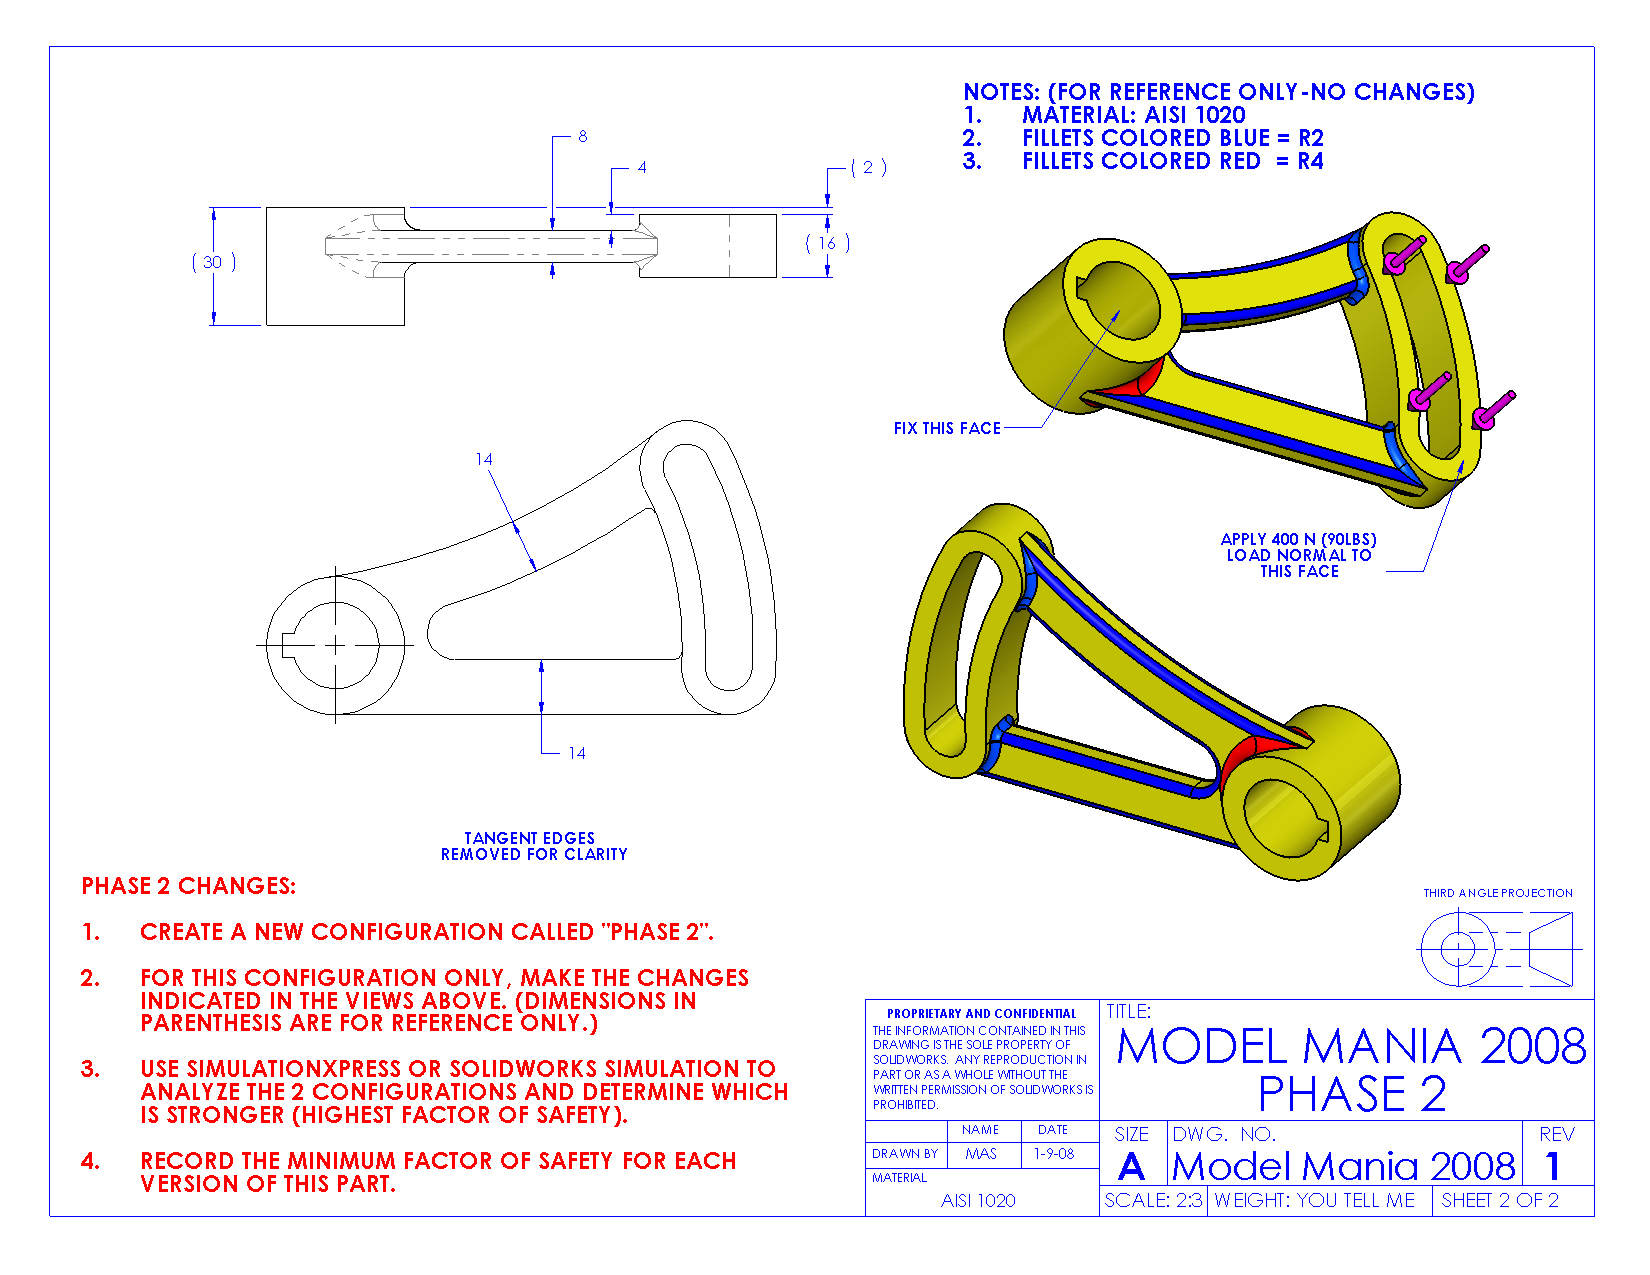 NOTES: (FOR REFERENCE ONLY-NO CHANGES)
1. MATERIAL: AISI 1020
2. FILLETS COLORED BLUE = R2
3. FILLETS COLORED RED = R4
8
4
( 2 )
( 16 )
( 30 )
FIX THIS FACE
14
APPLY 400 N (90LBS)
LOAD NORMAL TO
THIS FACE
14
TANGENT EDGES
REMOVED FOR CLARITY
PHASE 2 CHANGES:
1. CREATE A NEW CONFIGURATION CALLED "PHASE 2".
2. FOR THIS CONFIGURATION ONLY, MAKE THE CHANGES
INDICATED IN THE VIEWS ABOVE. (DIMENSIONS IN
PARENTHESIS ARE FOR REFERENCE ONLY.)
3. USE SIMULATIONXPRESS OR SOLIDWORKS SIMULATION TO
ANALYZE THE 2 CONFIGURATIONS AND DETERMINE WHICH
IS STRONGER (HIGHEST FACTOR OF SAFETY).
4. RECORD THE MINIMUM FACTOR OF SAFETY FOR EACH
VERSION OF THIS PART.
THIRD ANGLE PROJECTION
PROPRIETARY AND CONFIDENTIAL
THE INFORMATION CONTAINED IN THIS
DRAWING IS THE SOLE PROPERTY OF
SOLIDWORKS. ANY REPRODUCTION IN
PART OR AS A WHOLE WITHOUT THE
WRITTEN PERMISSION OF SOLIDWORKS IS
PROHIBITED.
TITLE:
MODEL MANIA 2008
PHASE 2
NAME DATE
DRAWN BY MAS 1-9-08
MATERIAL
AISI 1020
SIZE DWG. NO. REV
A Model Mania 2008 1
SCALE: 2:3 WEIGHT: YOU TELL ME SHEET 2 OF 2